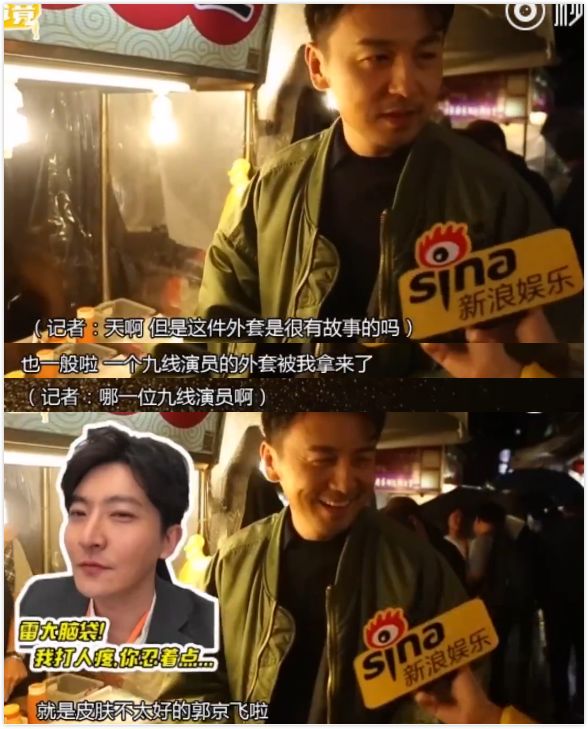 sina
新浪娱乐
（记者：天啊 但是这件外套是很有故事的吗）
也一般啦 一个九线演员的外套被我拿来了
（记者：哪一位九线演员啊）
雷大脑袋!
我打人疼,你忍着点...
sina
新浪娱乐
就是皮肤不太好的郭京飞啦